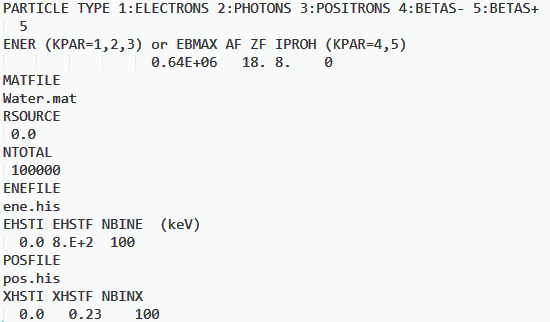 PARTICLE TYPE 1:ELECTRONS 2:PHOTONS 3:POSITRONS 4:BETAS- 5:BETAS+
5
ENER (KPAR=1,2,3) or EBMAX AF ZF IPROH (KPAR=4,5)
0.64E+06 18. 8. 0
MATFILE
Water.mat
RSOURCE
0.0
NTOTAL
100000
ENEFILE
ene.his
EHSTI EHSTF NBINE (keV)
0.0 8.E+2 100
POSFILE
pos.his
XHSTI XHSTF NBINX
0.0 0.23 100